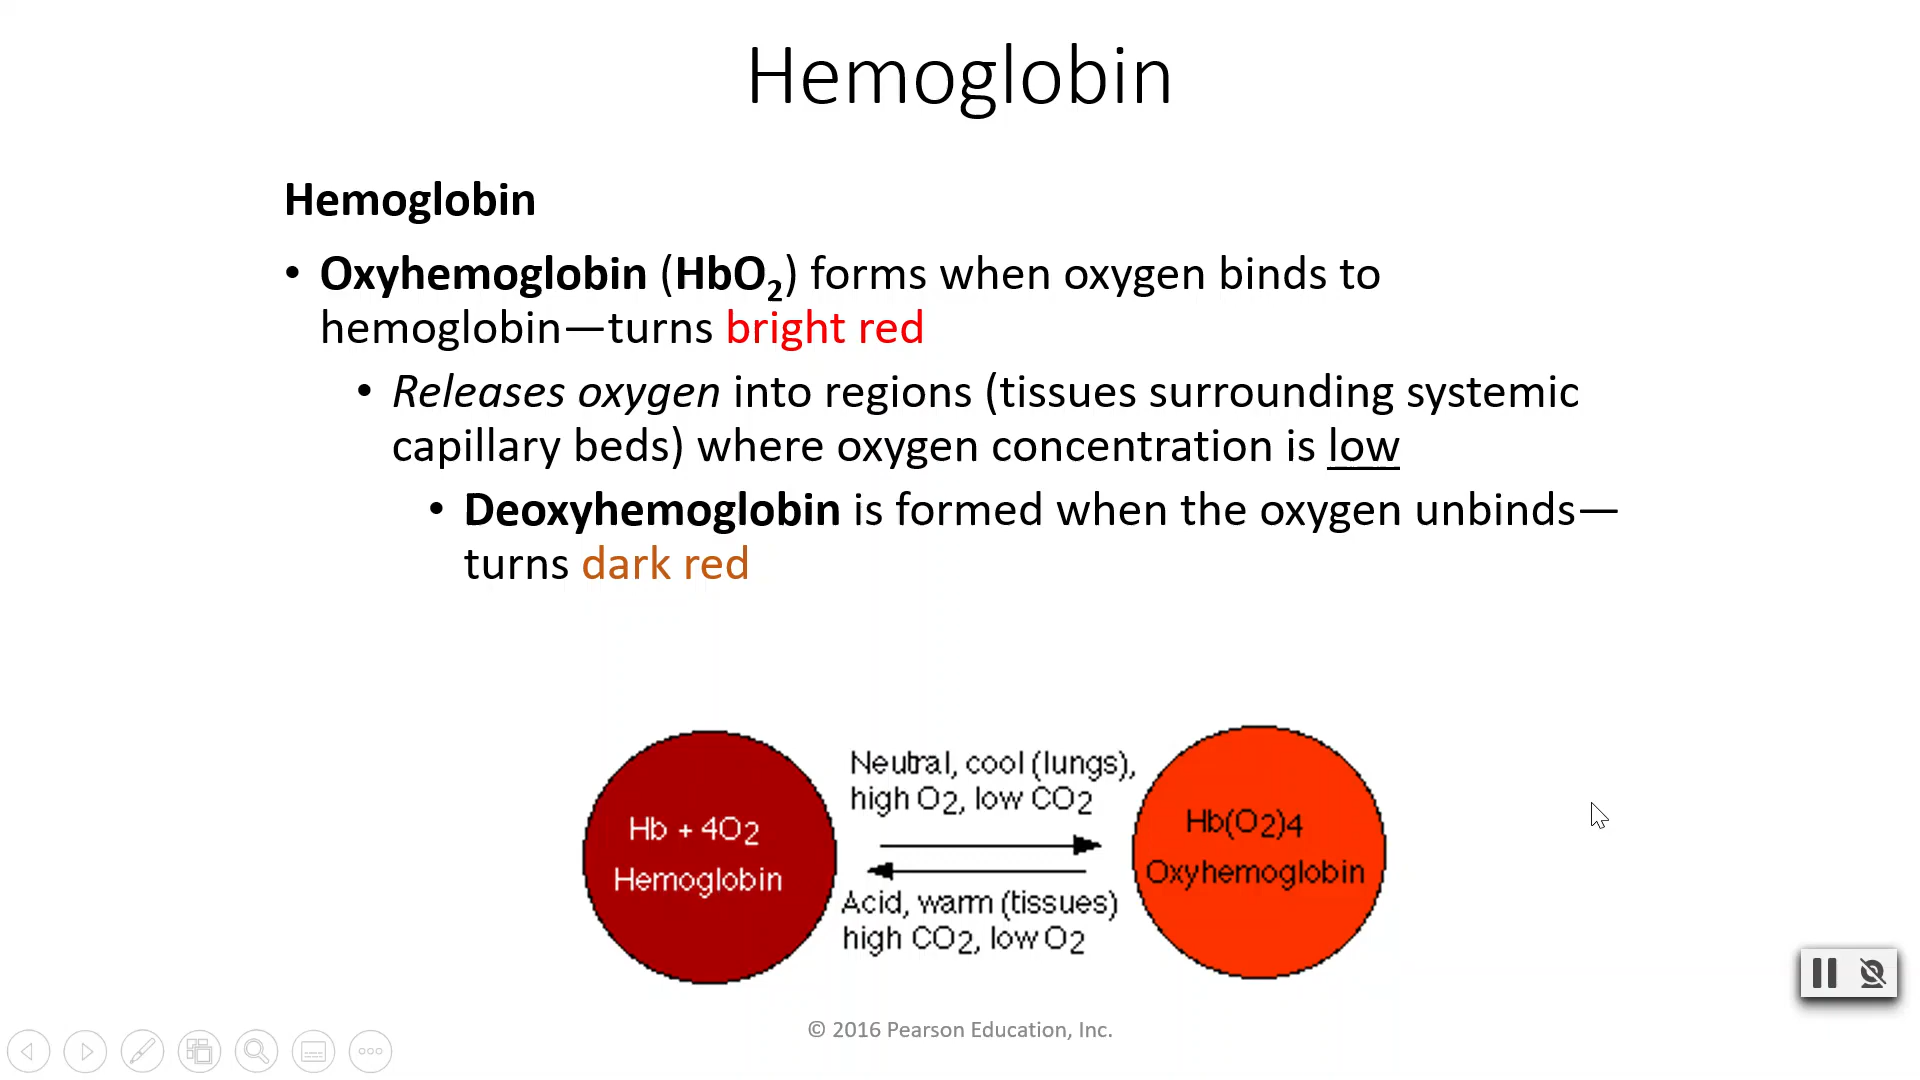 Hemoglobin
Hemoglobin
• Oxyhemoglobin (HbO₂) forms when oxygen binds to
hemoglobin—turns bright red
• Releases oxygen into regions (tissues surrounding systemic
capillary beds) where oxygen concentration is low
• Deoxyhemoglobin is formed when the oxygen unbinds—
turns dark red
Hb + 4O2
Hemoglobin
Neutral, cool (lungs),
high O2, low CO2
Acid, warm (tissues)
high CO2, low O2
Hb(O2)4
Oxyhemoglobin
© 2016 Pearson Education, Inc.